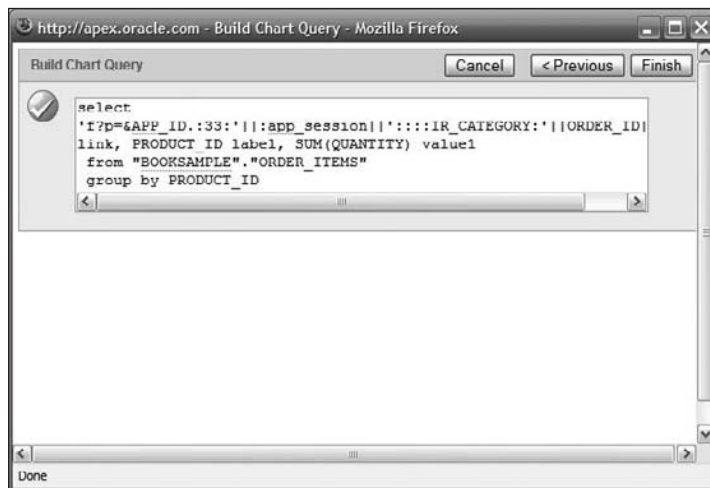 http://apex.oracle.com - Build Chart Query - Mozilla Firefox
Build Chart Query
Cancel
< Previous
Finish
select
'f?p=&APP_ID.:33:'||:app_session||'::::IR_CATEGORY:'||ORDER_ID|
link, PRODUCT_ID label, SUM(QUANTITY) value1
from "BOOKSAMPLE"."ORDER_ITEMS"
group by PRODUCT_ID
Done